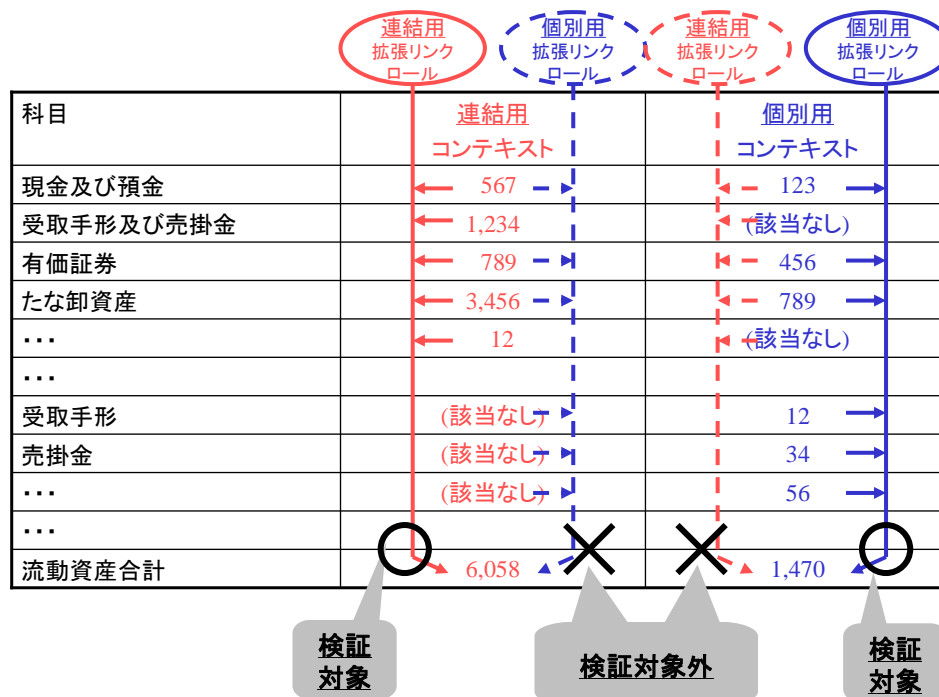 連結用
拡張リンク
ロール
個別用
拡張リンク
ロール
連結用
拡張リンク
ロール
個別用
拡張リンク
ロール
科目
連結用
コンテキスト
個別用
コンテキスト
現金及び預金 567 123
受取手形及び売掛金 1,234 (該当なし)
有価証券 789 456
たな卸資産 3,456 789
・・・ 12 (該当なし)
・・・
受取手形 (該当なし) 12
売掛金 (該当なし) 34
・・・ (該当なし) 56
・・・
流動資産合計 6,058 1,470
検証
対象
検証対象外
検証
対象